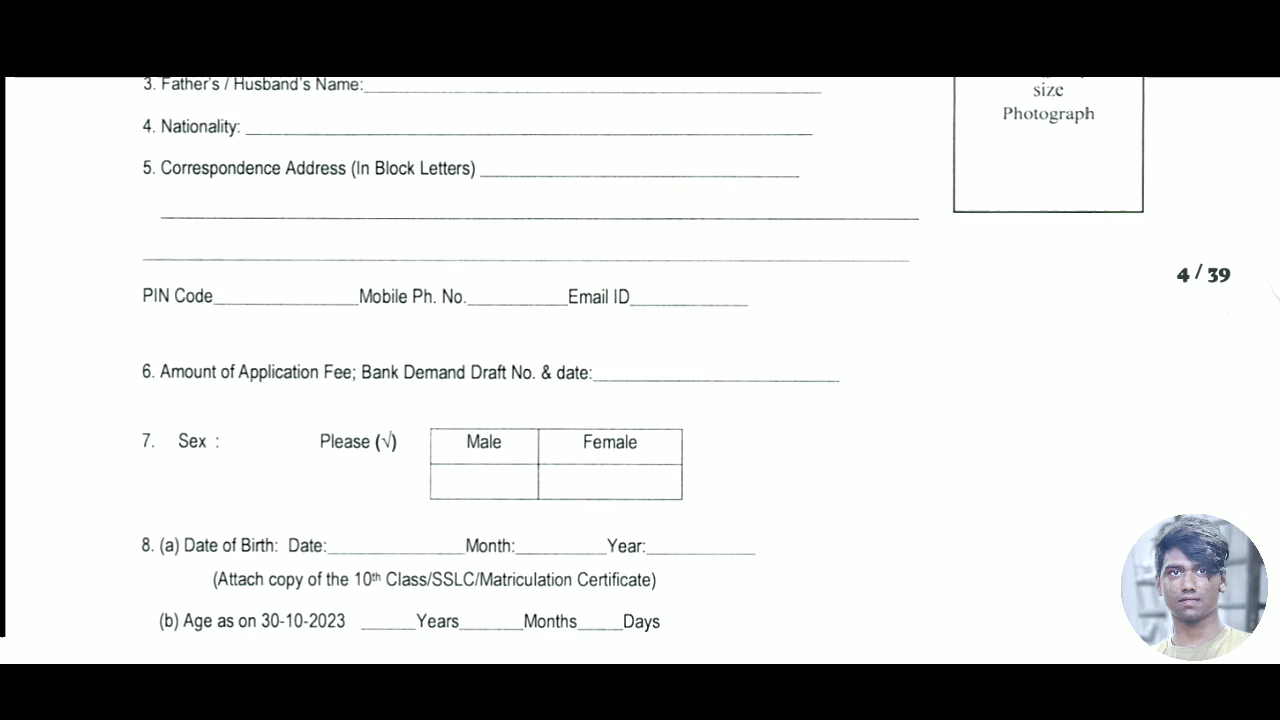 3. Father's / Husband's Name:
size
Photograph
4. Nationality:
5. Correspondence Address (In Block Letters)
4 / 39
PIN Code Mobile Ph. No. Email ID
6. Amount of Application Fee; Bank Demand Draft No. & date:
7. Sex : Please (√) Male Female
8. (a) Date of Birth: Date: Month: Year:
(Attach copy of the 10th Class/SSLC/Matriculation Certificate)
(b) Age as on 30-10-2023 Years Months Days